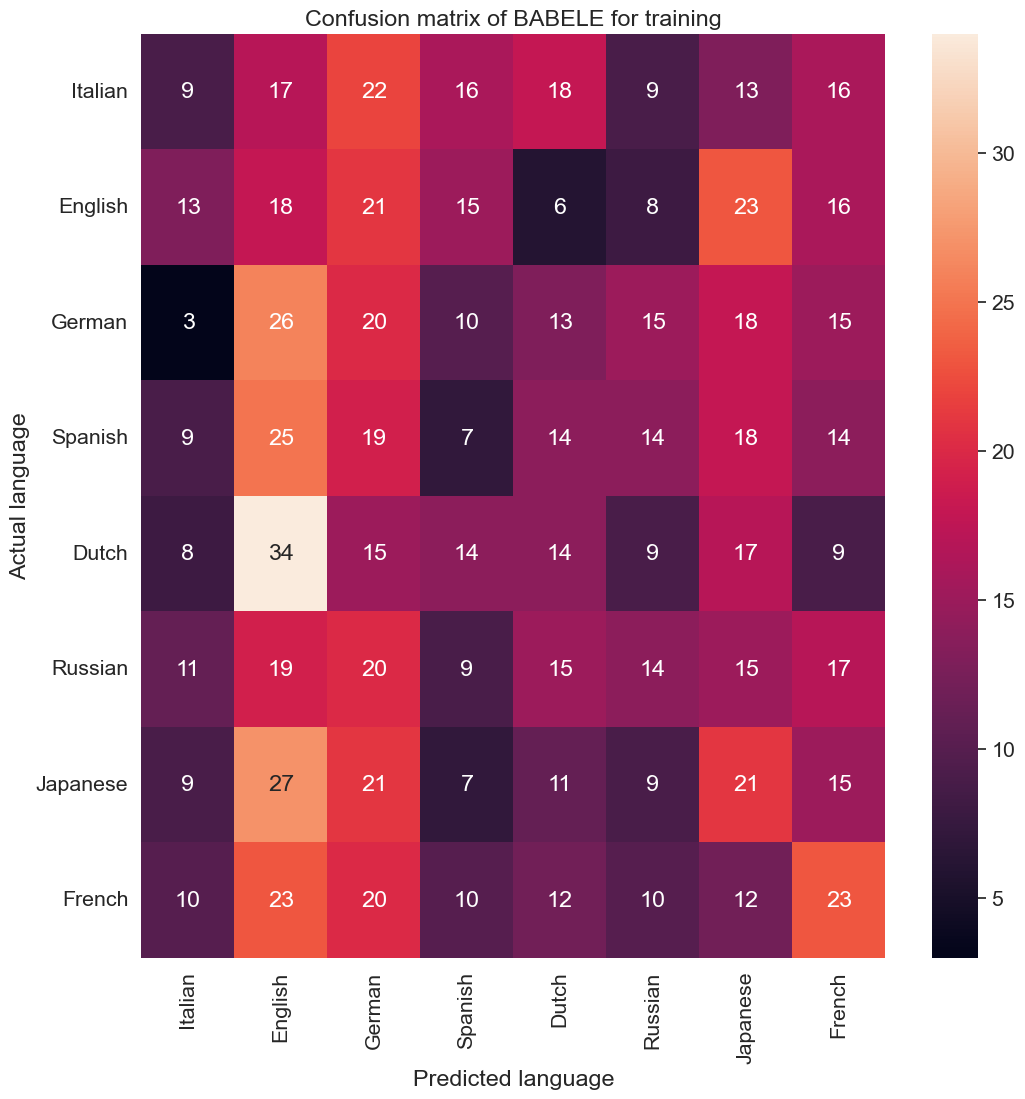 Confusion matrix of BABELE for training
Italian 9 17 22 16 18 9 13 16
English 13 18 21 15 6 8 23 16
German 3 26 20 10 13 15 18 15
Spanish 9 25 19 7 14 14 18 14
Dutch 8 34 15 14 14 9 17 9
Russian 11 19 20 9 15 14 15 17
Japanese 9 27 21 7 11 9 21 15
French 10 23 20 10 12 10 12 23
Italian English German Spanish Dutch Russian Japanese French
Predicted language
Actual language
30
25
20
15
10
5